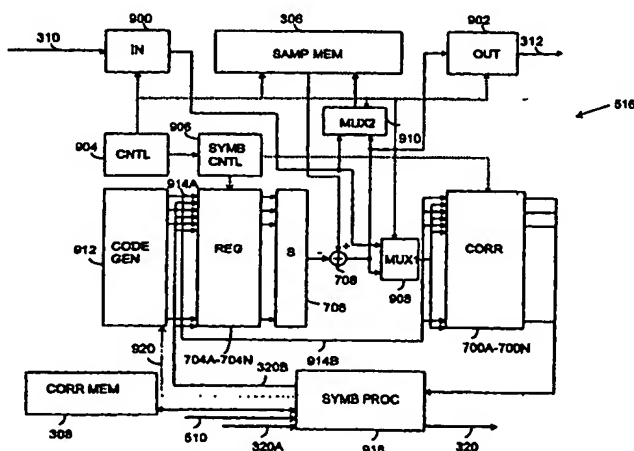 900
306
902
310
IN
SAMP MEM
OUT
312
516
906
MUX2
910
904
CNTL
SYMB
CNTL
914A
912
CODE
GEN
REG
S
-
+
708
MUX1
908
CORR
708
920
704A-704N
914B
700A-700N
320B
CORR MEM
SYMB PROC
308
510
320A
918
320